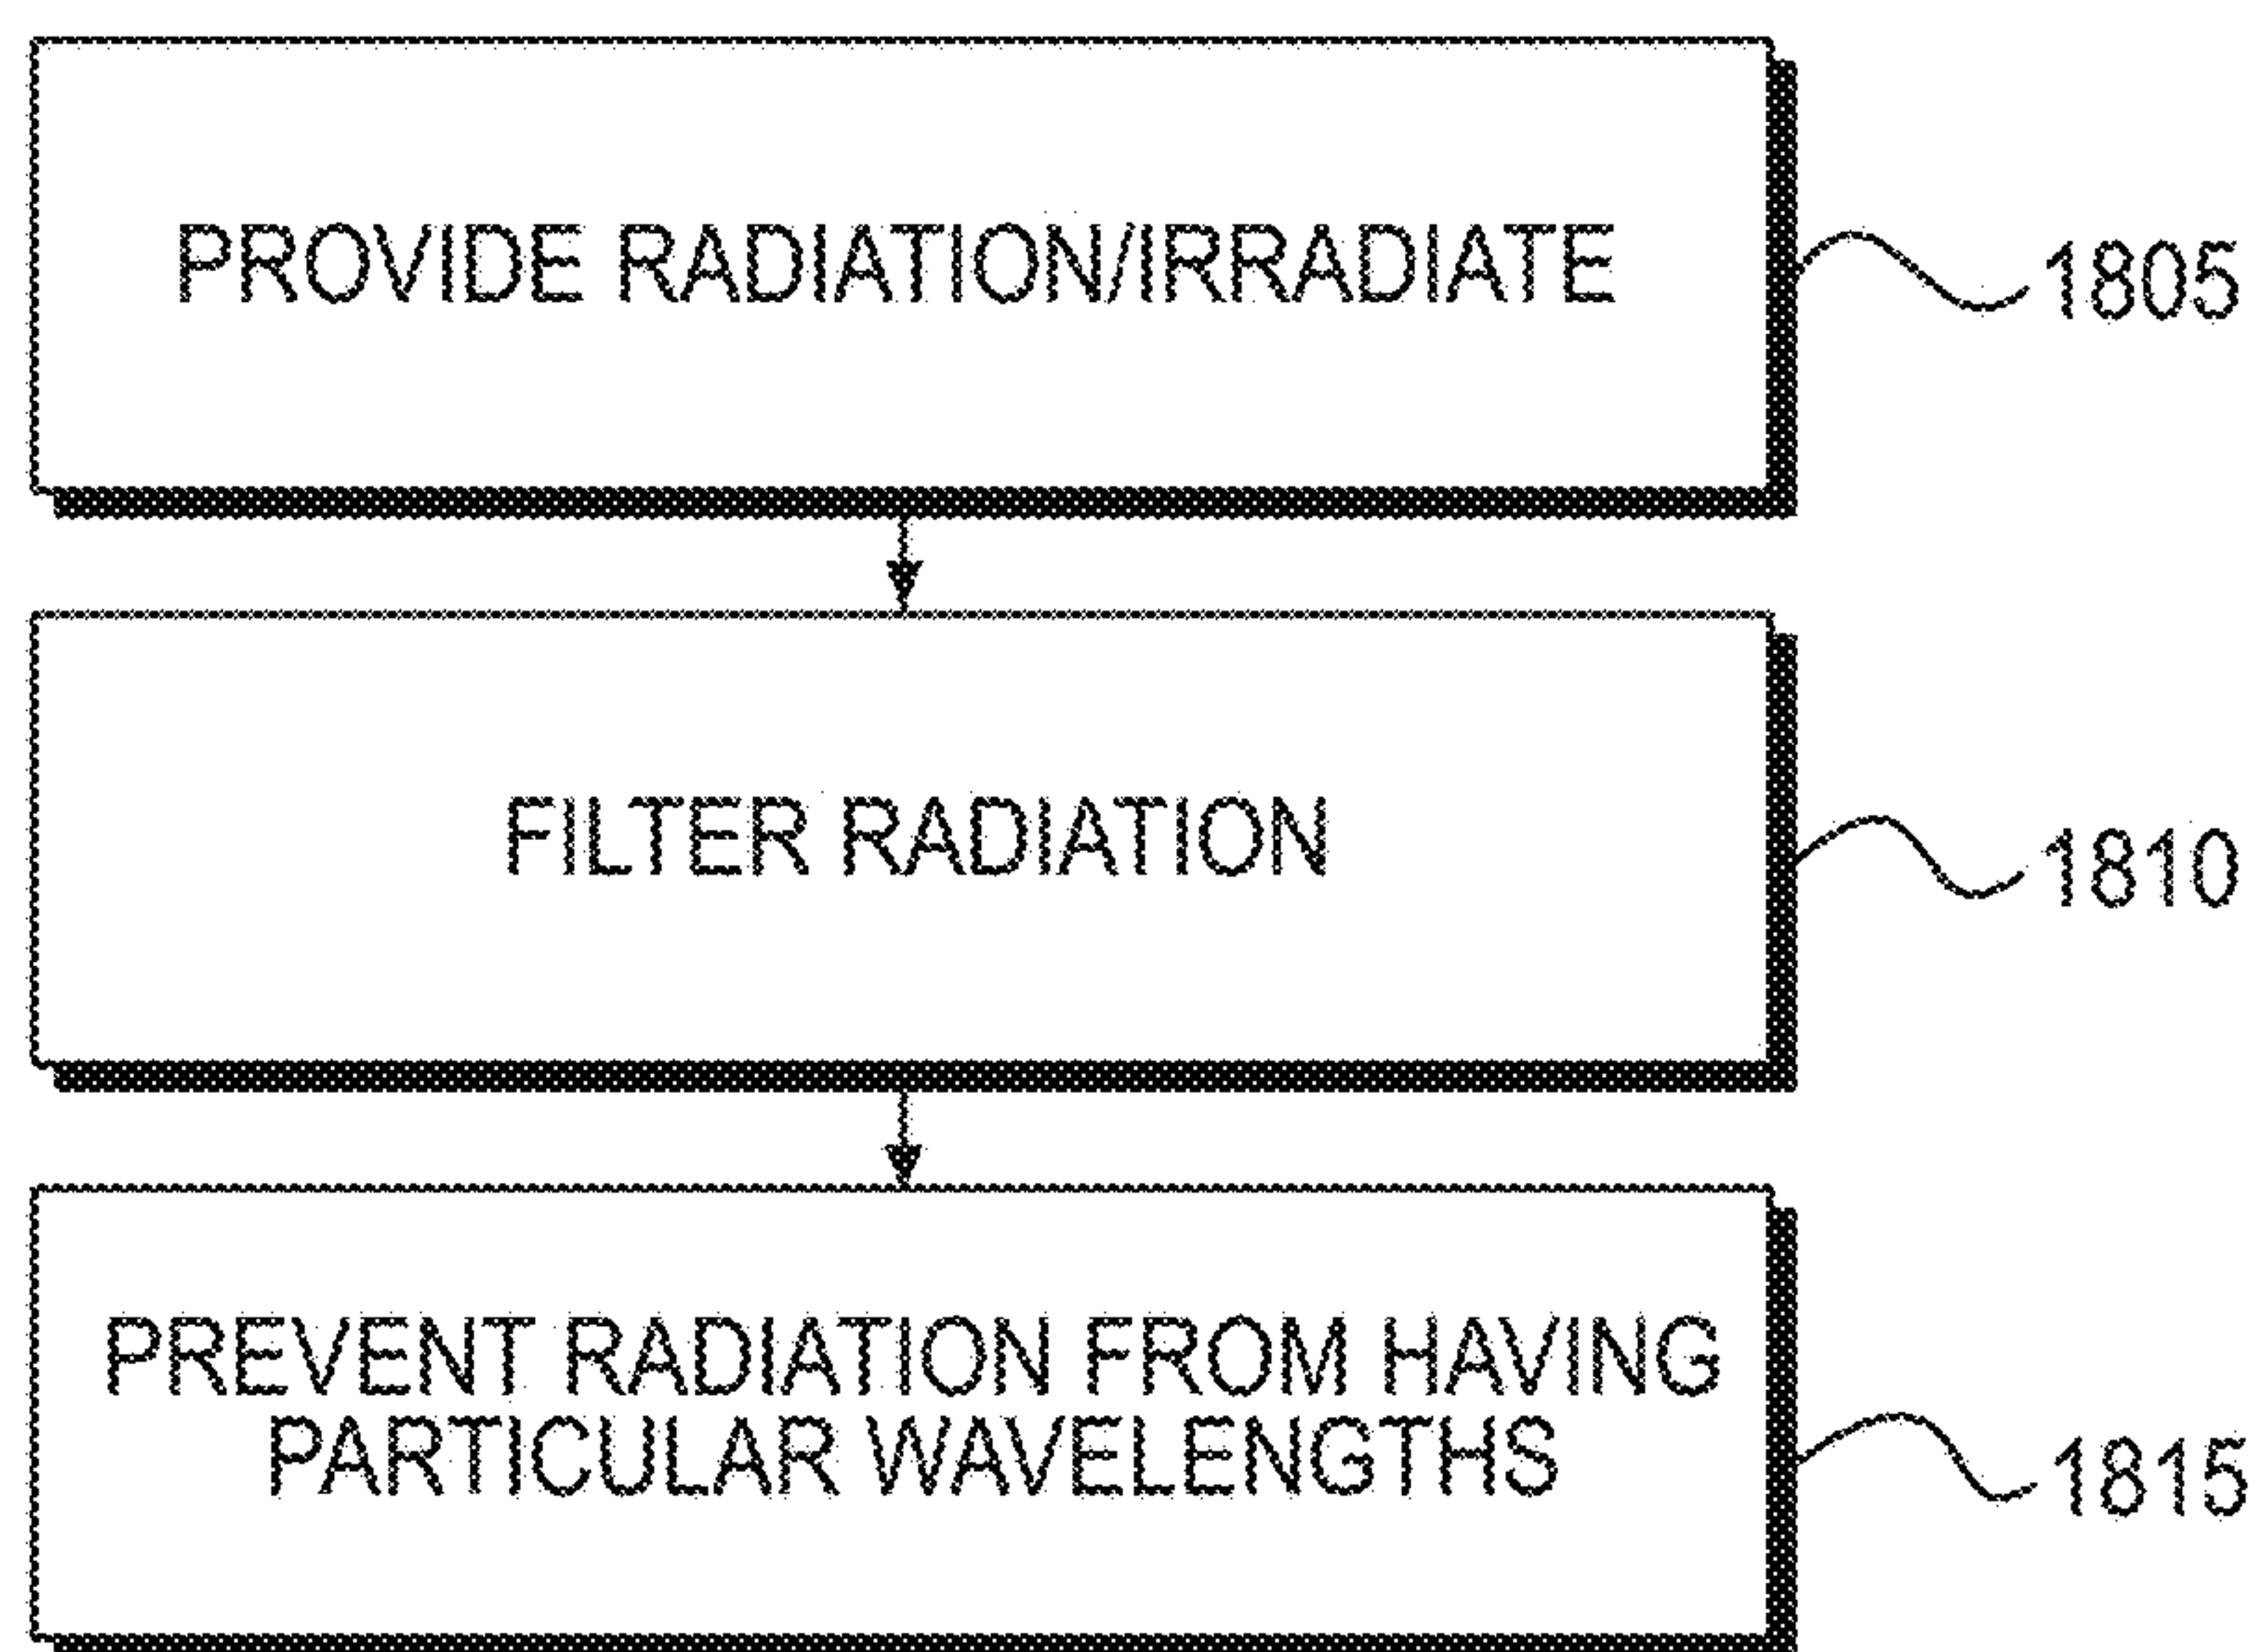 PROVIDE RADIATION/IRRADIATE
1805
FILTER RADIATION
1810
PREVENT RADIATION FROM HAVING
PARTICULAR WAVELENGTHS
1815